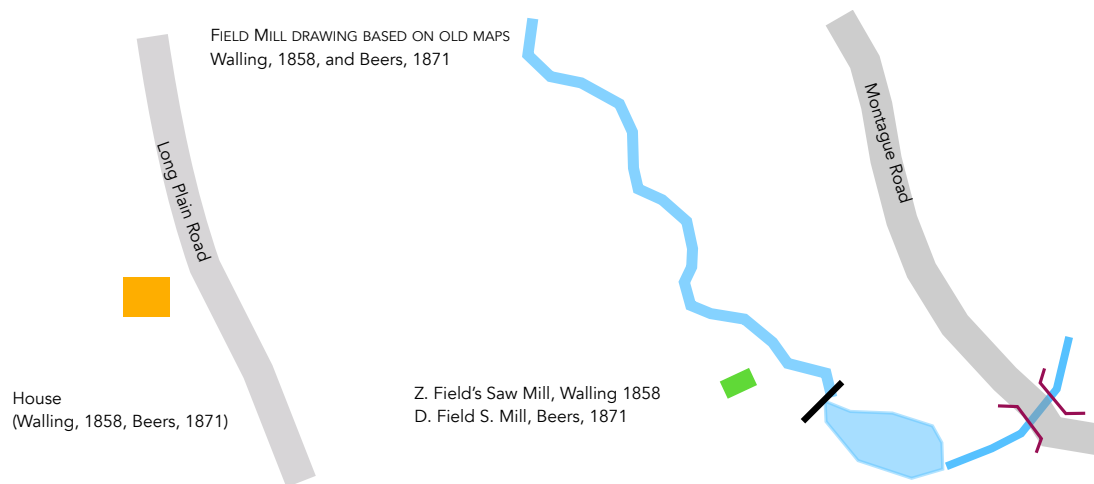 FIELD MILL DRAWING BASED ON OLD MAPS
Walling, 1858, and Beers, 1871
Long Plain Road
Montague Road
House
(Walling, 1858, Beers, 1871)
Z. Field's Saw Mill, Walling 1858
D. Field S. Mill, Beers, 1871